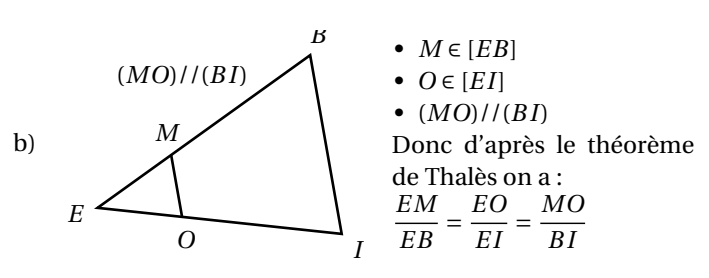 b)
B
(MO)//(BI)
M
E
O
I
• M ∈ [EB]
• O ∈ [EI]
• (MO)//(BI)
Donc d'après le théorème
de Thalès on a :
EM/EB = EO/EI = MO/BI